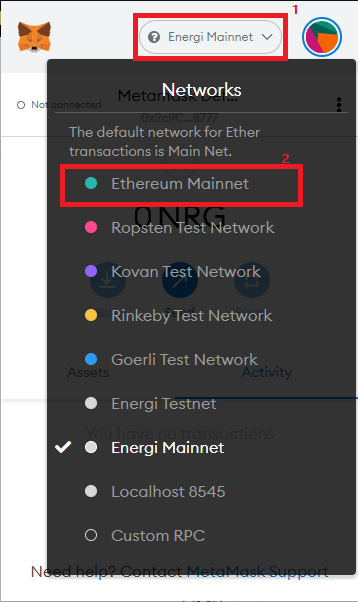 1
Energi Mainnet
Networks
Not connected
Metamask Def...
0x2a9C...8777
The default network for Ether
transactions is Main Net.
2
Ethereum Mainnet
0 NRG
Ropsten Test Network
Kovan Test Network
Rinkeby Test Network
Goerli Test Network
Assets
Activity
Energi Testnet
You have no transactions
Energi Mainnet
Localhost 8545
Custom RPC
Need help? Contact MetaMask Support